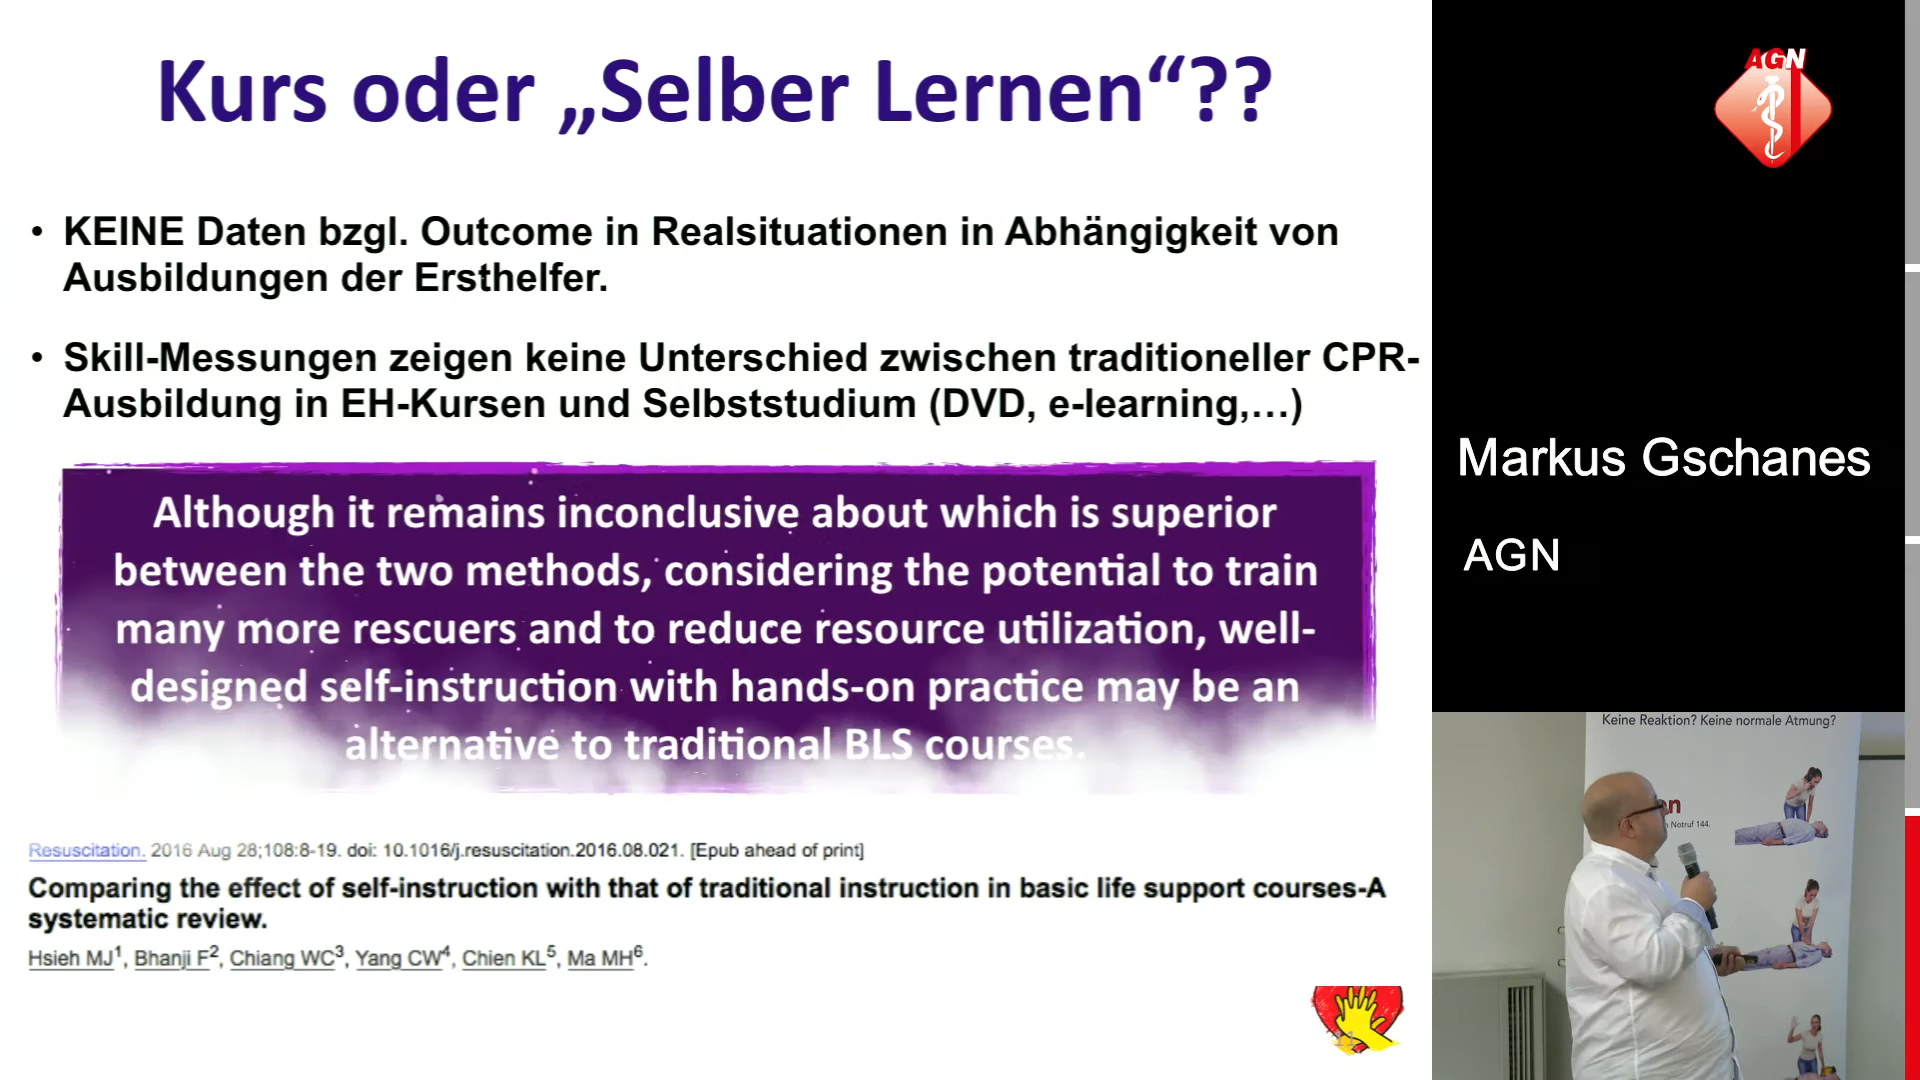 Kurs oder „Selber Lernen“??
• KEINE Daten bzgl. Outcome in Realsituationen in Abhängigkeit von
Ausbildungen der Ersthelfer.
• Skill-Messungen zeigen keine Unterschied zwischen traditioneller CPR-
Ausbildung in EH-Kursen und Selbststudium (DVD, e-learning,…)
Although it remains inconclusive about which is superior
between the two methods, considering the potential to train
many more rescuers and to reduce resource utilization, well-
designed self-instruction with hands-on practice may be an
alternative to traditional BLS courses.
Resuscitation. 2016 Aug 28;108:8-19. doi: 10.1016/j.resuscitation.2016.08.021. [Epub ahead of print]
Comparing the effect of self-instruction with that of traditional instruction in basic life support courses-A
systematic review.
Hsieh MJ1, Bhanji F2, Chiang WC3, Yang CW4, Chien KL5, Ma MH6.
11
AGN
Markus Gschanes
AGN
Keine Reaktion? Keine normale Atmung?
Notruf 144.